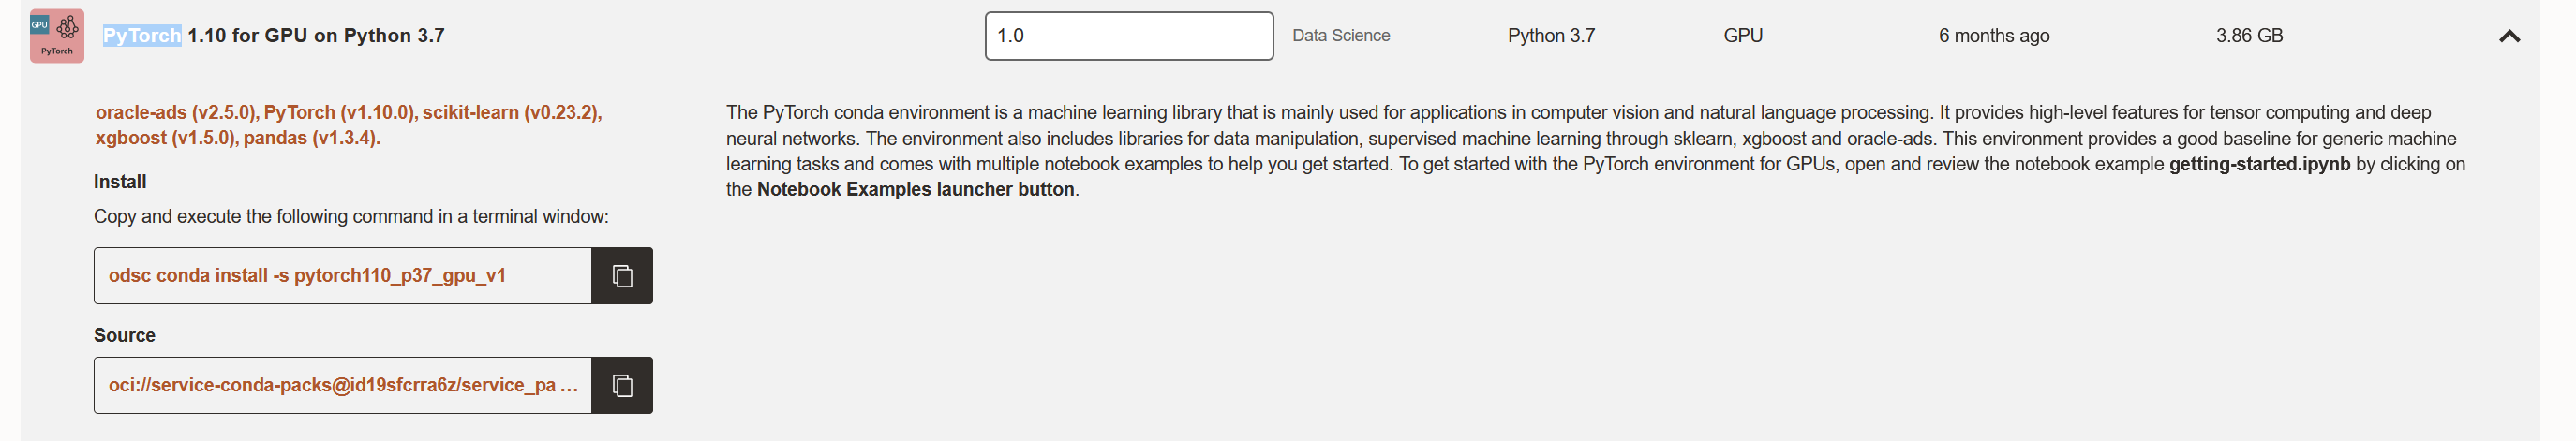 GPU
PyTorch
PyTorch 1.10 for GPU on Python 3.7
1.0
Data Science
Python 3.7
GPU
6 months ago
3.86 GB
oracle-ads (v2.5.0), PyTorch (v1.10.0), scikit-learn (v0.23.2),
xgboost (v1.5.0), pandas (v1.3.4).
Install
Copy and execute the following command in a terminal window:
odsc conda install -s pytorch110_p37_gpu_v1
Source
oci://service-conda-packs@id19sfcrra6z/service_pa ...
The PyTorch conda environment is a machine learning library that is mainly used for applications in computer vision and natural language processing. It provides high-level features for tensor computing and deep
neural networks. The environment also includes libraries for data manipulation, supervised machine learning through sklearn, xgboost and oracle-ads. This environment provides a good baseline for generic machine
learning tasks and comes with multiple notebook examples to help you get started. To get started with the PyTorch environment for GPUs, open and review the notebook example getting-started.ipynb by clicking on
the Notebook Examples launcher button.